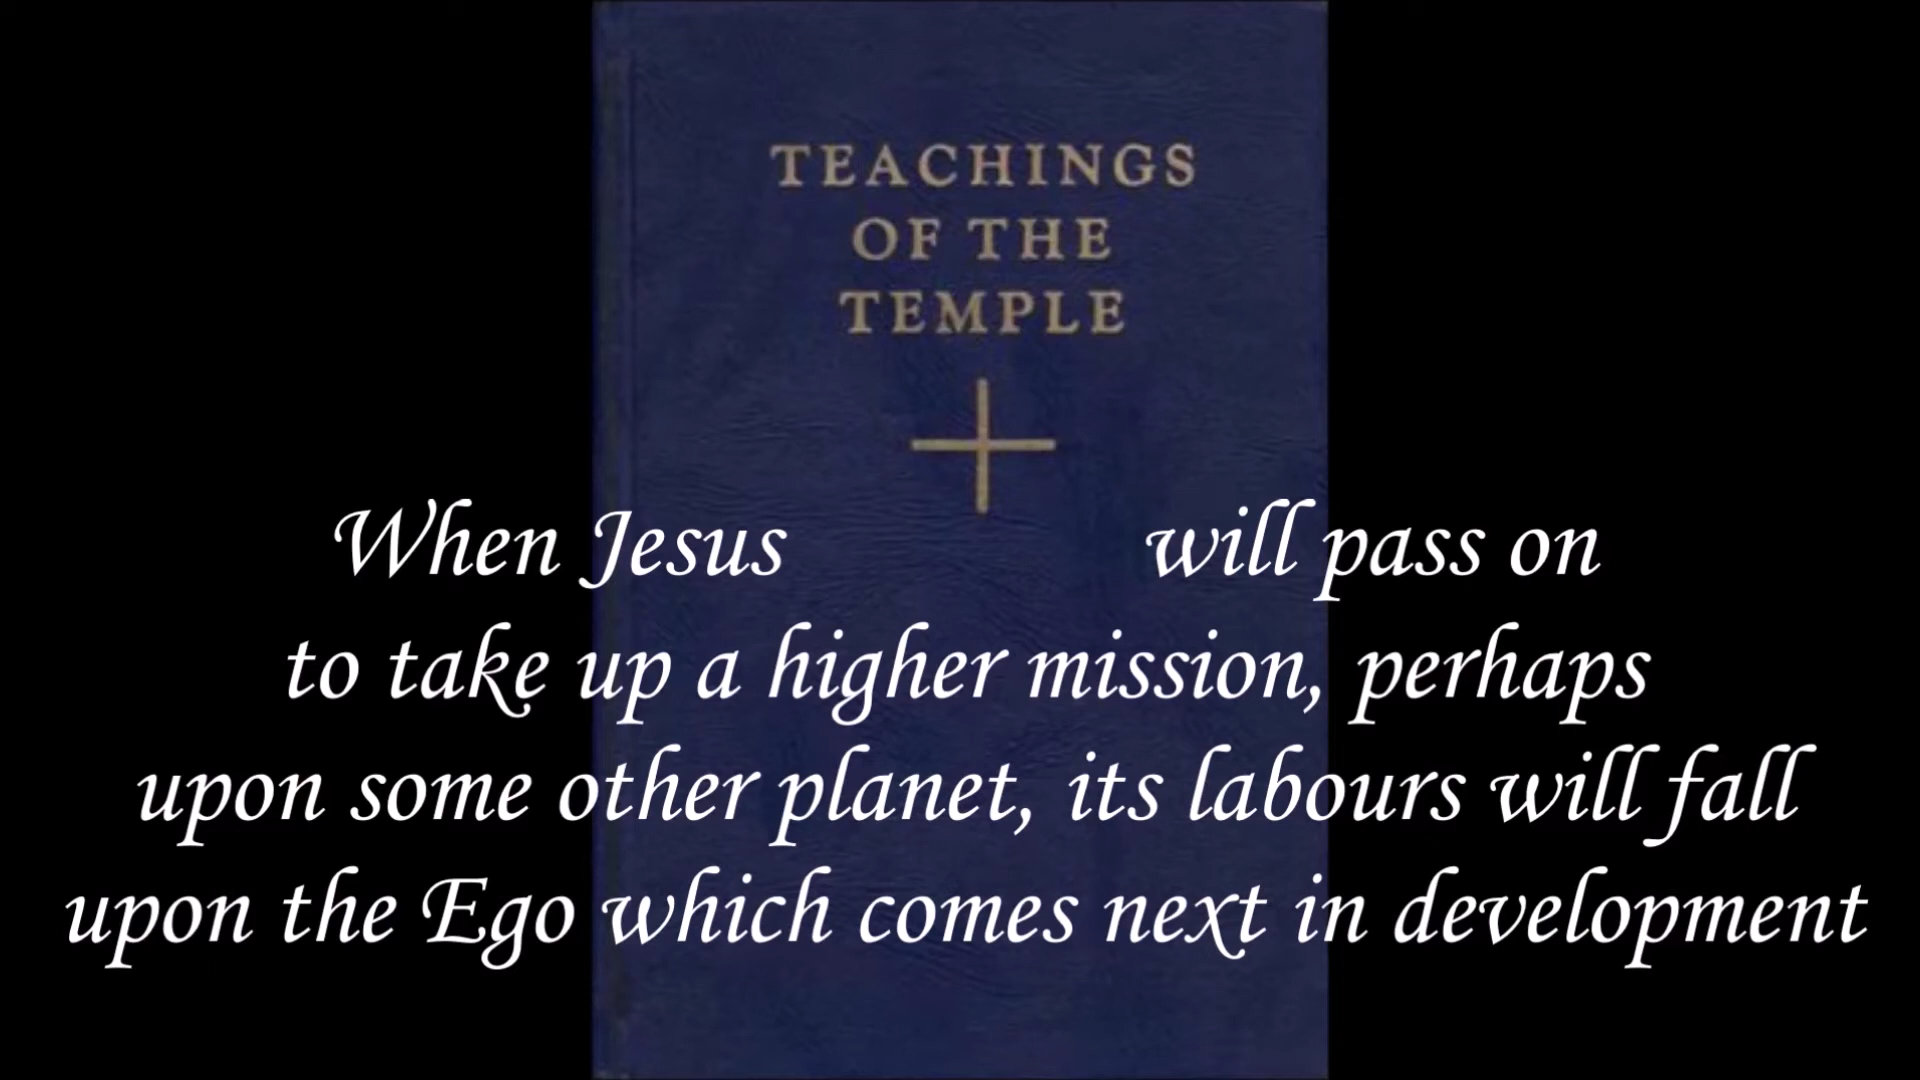 TEACHINGS
OF THE
TEMPLE
When Jesus will pass on
to take up a higher mission, perhaps
upon some other planet, its labours will fall
upon the Ego which comes next in development